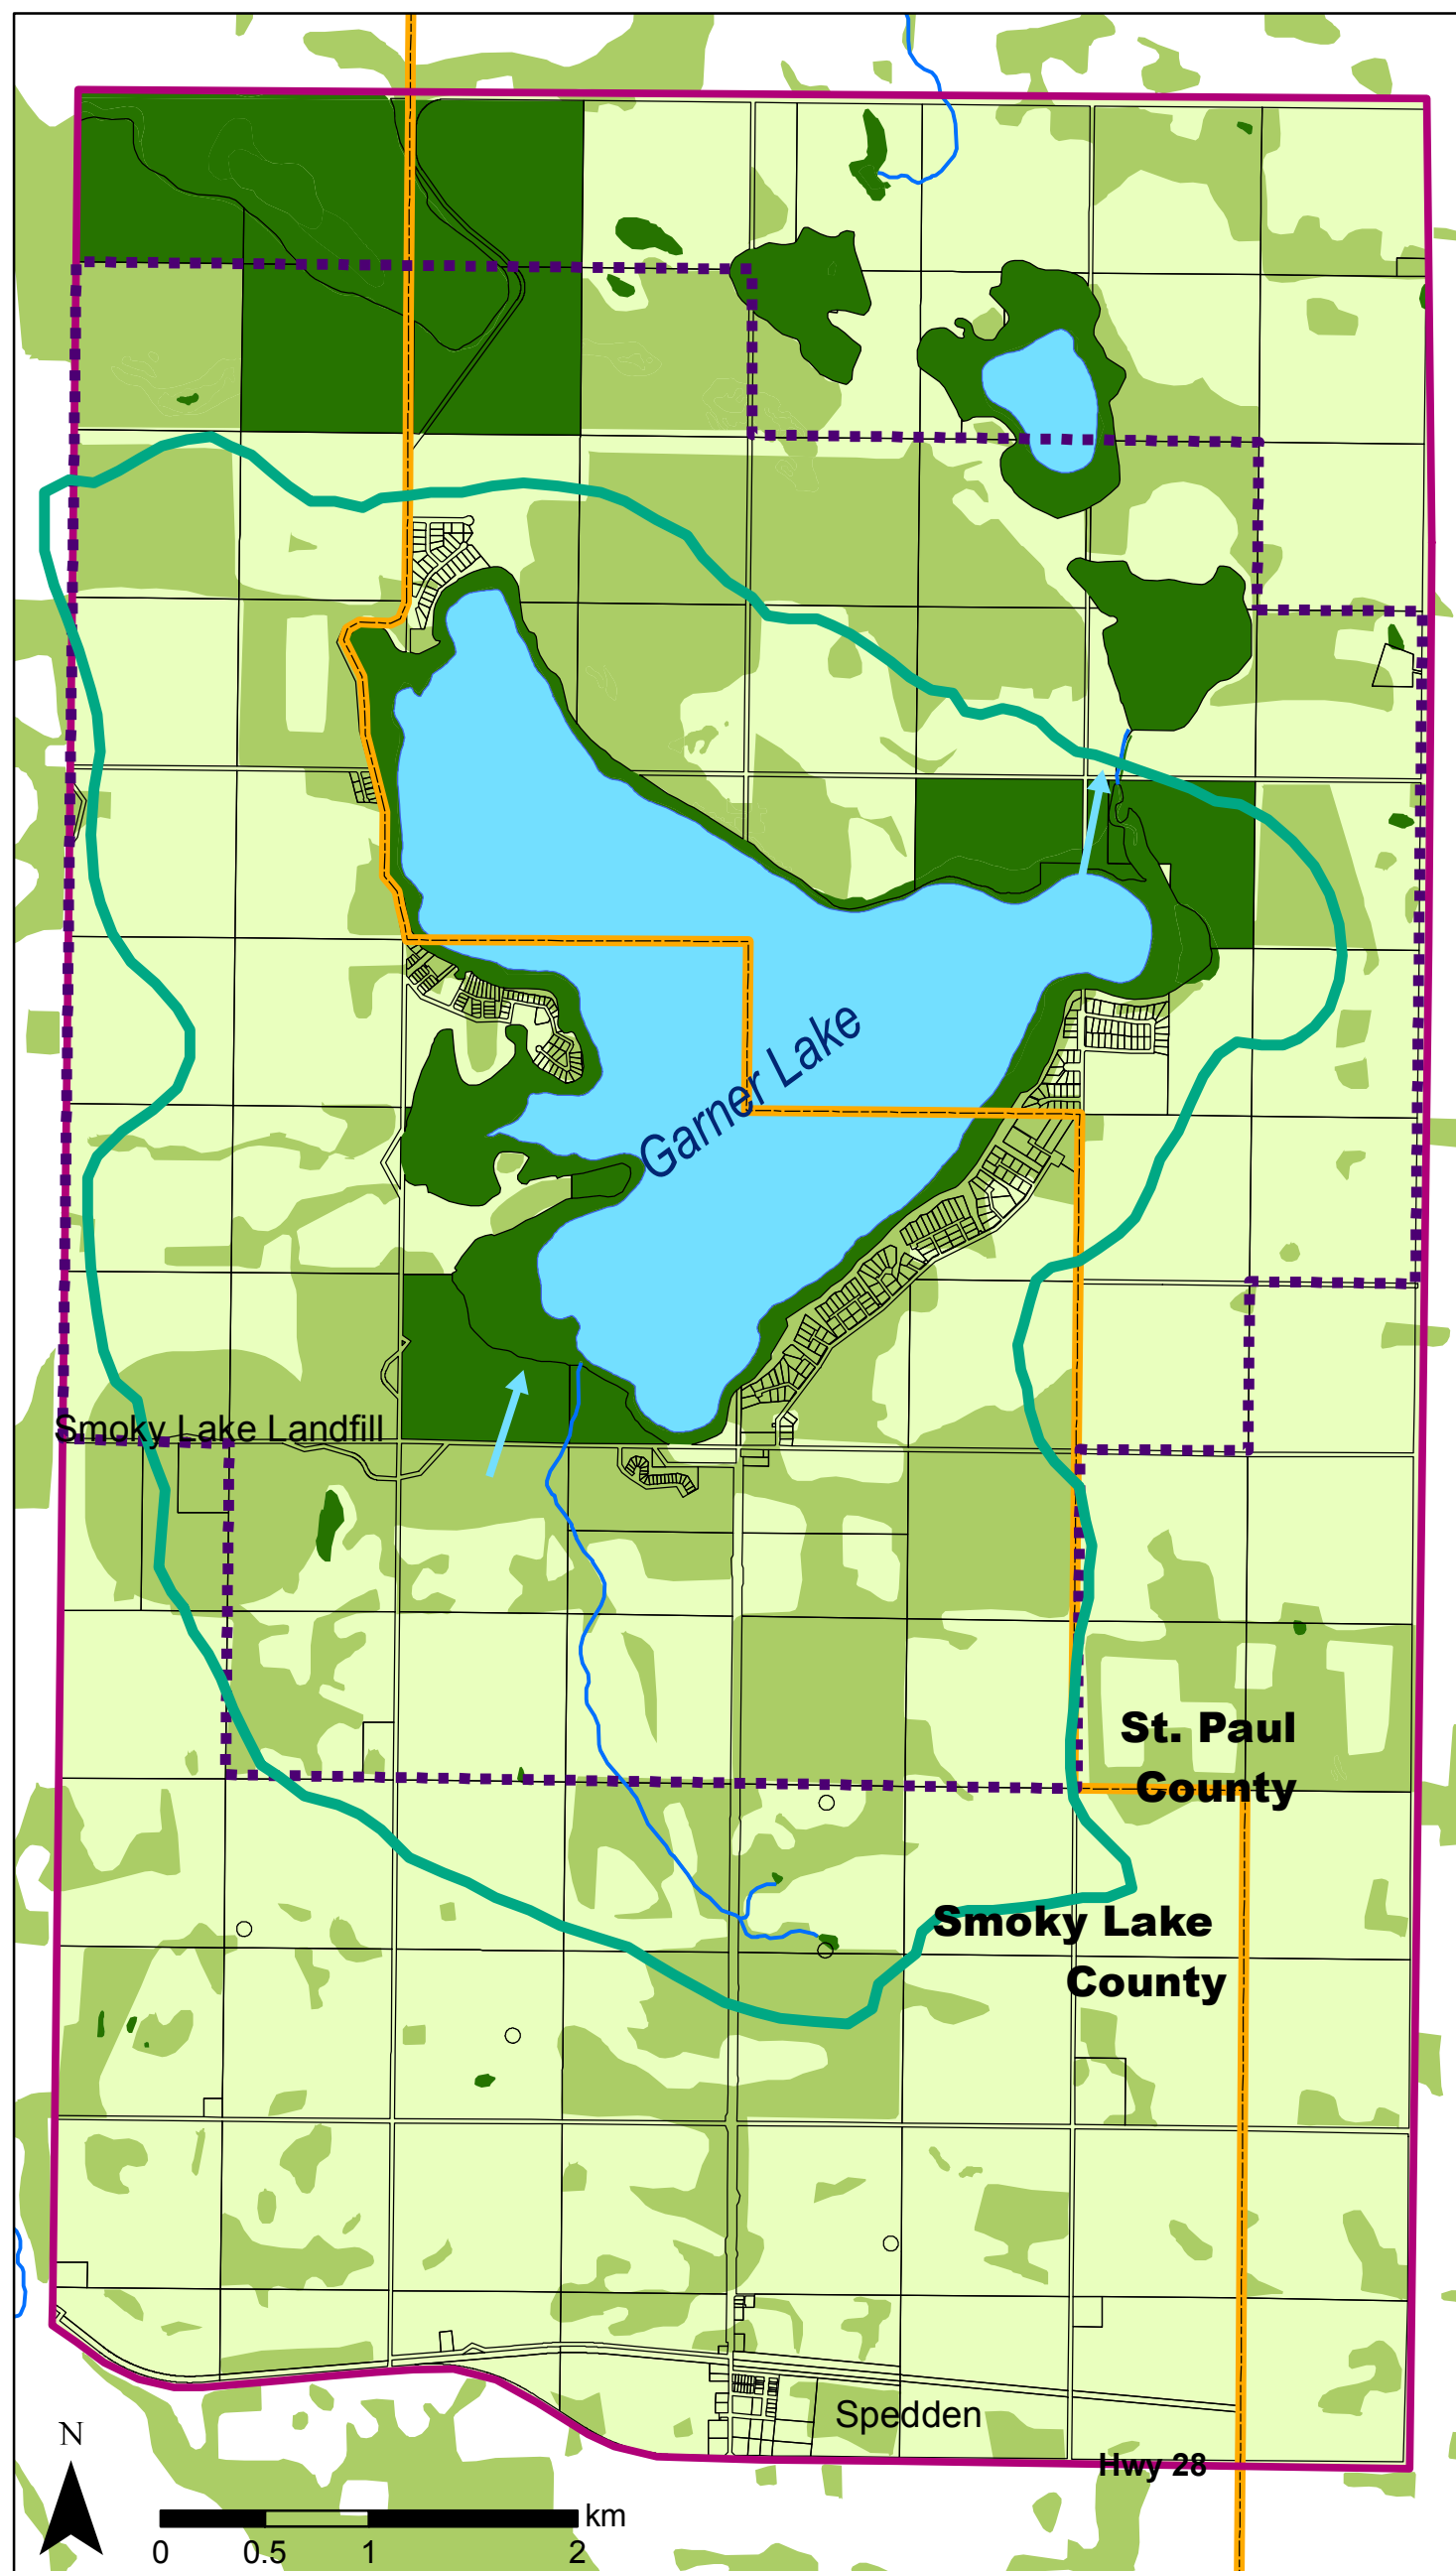 Garner Lake
Smoky Lake Landfill
St. Paul
County
Smoky Lake
County
Spedden
Hwy 28
N
km
0 0.5 1 2